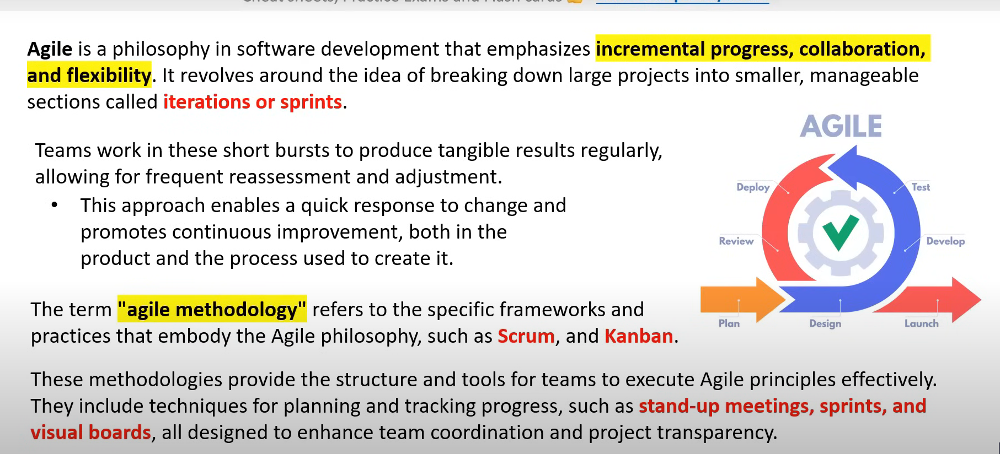 Agile is a philosophy in software development that emphasizes incremental progress, collaboration,
and flexibility. It revolves around the idea of breaking down large projects into smaller, manageable
sections called iterations or sprints.
AGILE
Teams work in these short bursts to produce tangible results regularly,
allowing for frequent reassessment and adjustment.
• This approach enables a quick response to change and
promotes continuous improvement, both in the
product and the process used to create it.
Deploy
Test
Review
Develop
Plan
Design
Launch
The term "agile methodology" refers to the specific frameworks and
practices that embody the Agile philosophy, such as Scrum, and Kanban.
These methodologies provide the structure and tools for teams to execute Agile principles effectively.
They include techniques for planning and tracking progress, such as stand-up meetings, sprints, and
visual boards, all designed to enhance team coordination and project transparency.